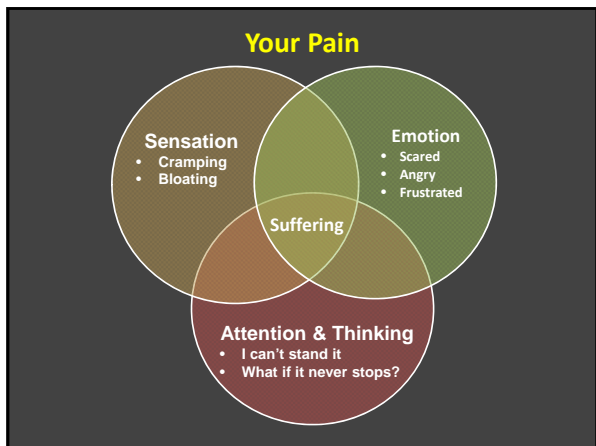 Your Pain
Sensation
• Cramping
• Bloating
Emotion
• Scared
• Angry
• Frustrated
Suffering
Attention & Thinking
• I can't stand it
• What if it never stops?